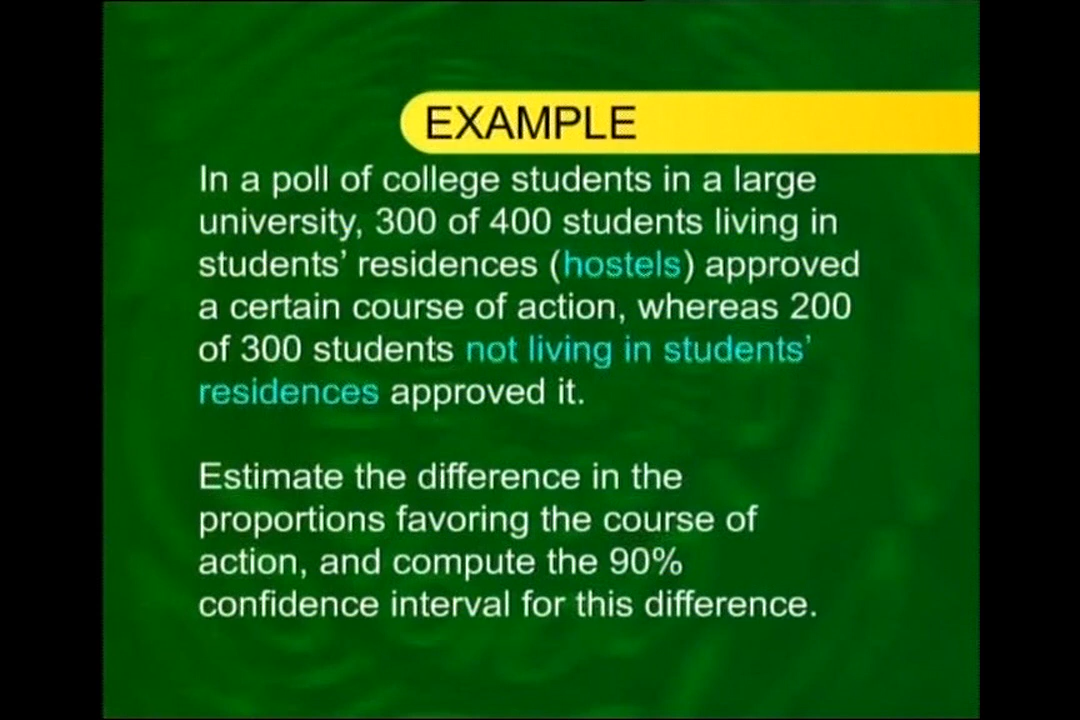 EXAMPLE
In a poll of college students in a large
university, 300 of 400 students living in
students’ residences (hostels) approved
a certain course of action, whereas 200
of 300 students not living in students’
residences approved it.
Estimate the difference in the
proportions favoring the course of
action, and compute the 90%
confidence interval for this difference.